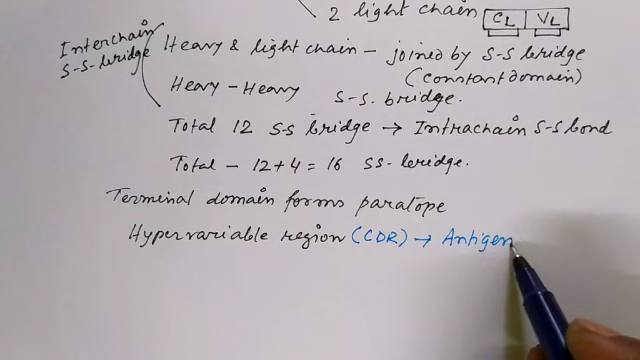 2 light chain CL VL
Interchain
S-S-bridge
Heavy & light chain - joined by S-S bridge
(constant domain)
Heavy - Heavy S-S. bridge.
Total 12 S-S bridge → Intrachain S-S bond
Total - 12+4 = 16 SS-bridge.
Terminal domain forms paratope
Hypervariable region (CDR) → Antigen